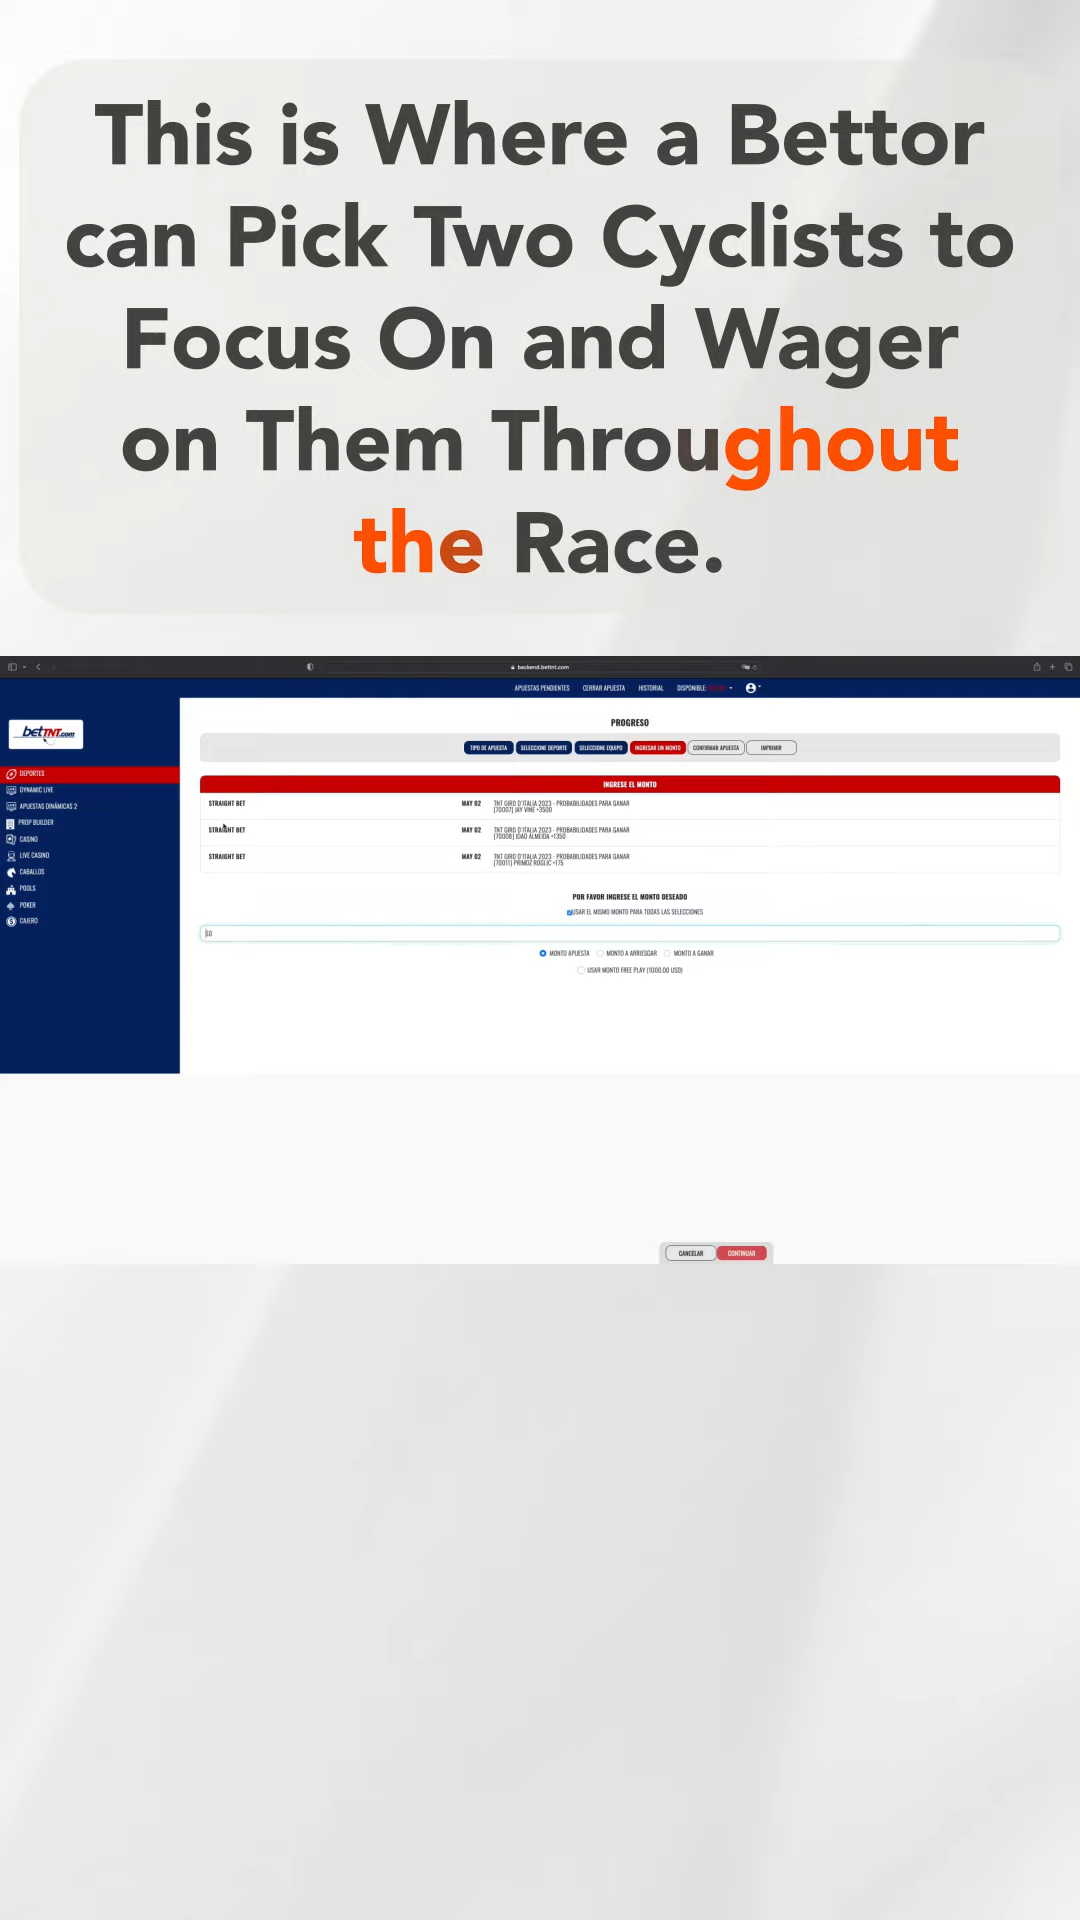 This is Where a Bettor
can Pick Two Cyclists to
Focus On and Wager
on Them Throughout
the Race.
backend.bettnt.com
APUESTAS PENDIENTES CERRAR APUESTA HISTORIAL DISPONIBLE:
betTNT.com
PROGRESO
TIPO DE APUESTA SELECCIONE DEPORTE SELECCIONE EQUIPO INGRESAR UN MONTO CONFIRMAR APUESTA IMPRIMIR
DEPORTES
DYNAMIC LIVE
APUESTAS DINÁMICAS 2
PROP BUILDER
CASINO
LIVE CASINO
CABALLOS
POOLS
POKER
CAJERO
INGRESE EL MONTO
STRAIGHT BET MAY 02 TNT GIRO D'ITALIA 2023 - PROBABILIDADES PARA GANAR
[70007] JAY VINE +3500
STRAIGHT BET MAY 02 TNT GIRO D'ITALIA 2023 - PROBABILIDADES PARA GANAR
[70008] JOAO ALMEIDA +1350
STRAIGHT BET MAY 02 TNT GIRO D'ITALIA 2023 - PROBABILIDADES PARA GANAR
[70011] PRIMOZ ROGLIC +175
POR FAVOR INGRESE EL MONTO DESEADO
USAR EL MISMO MONTO PARA TODAS LAS SELECCIONES
MONTO APUESTA MONTO A ARRIESGAR MONTO A GANAR
USAR MONTO FREE PLAY (1000.00 USD)
CANCELAR CONTINUAR